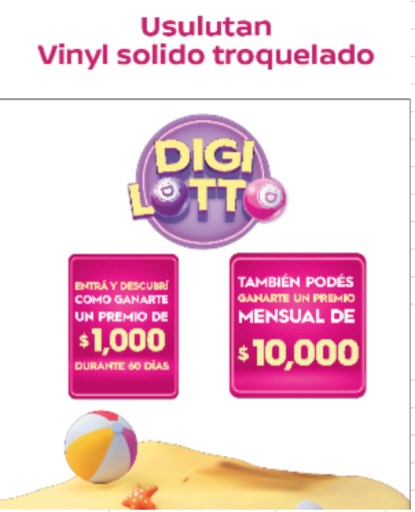 Usulutan
Vinyl solido troquelado
DIGI
LOTTO
ENTRÁ Y DESCUBRÍ
COMO GANARTE
UN PREMIO DE
$1,000
DURANTE 60 DÍAS
TAMBIÉN PODÉS
GANARTE UN PREMIO
MENSUAL DE
$10,000